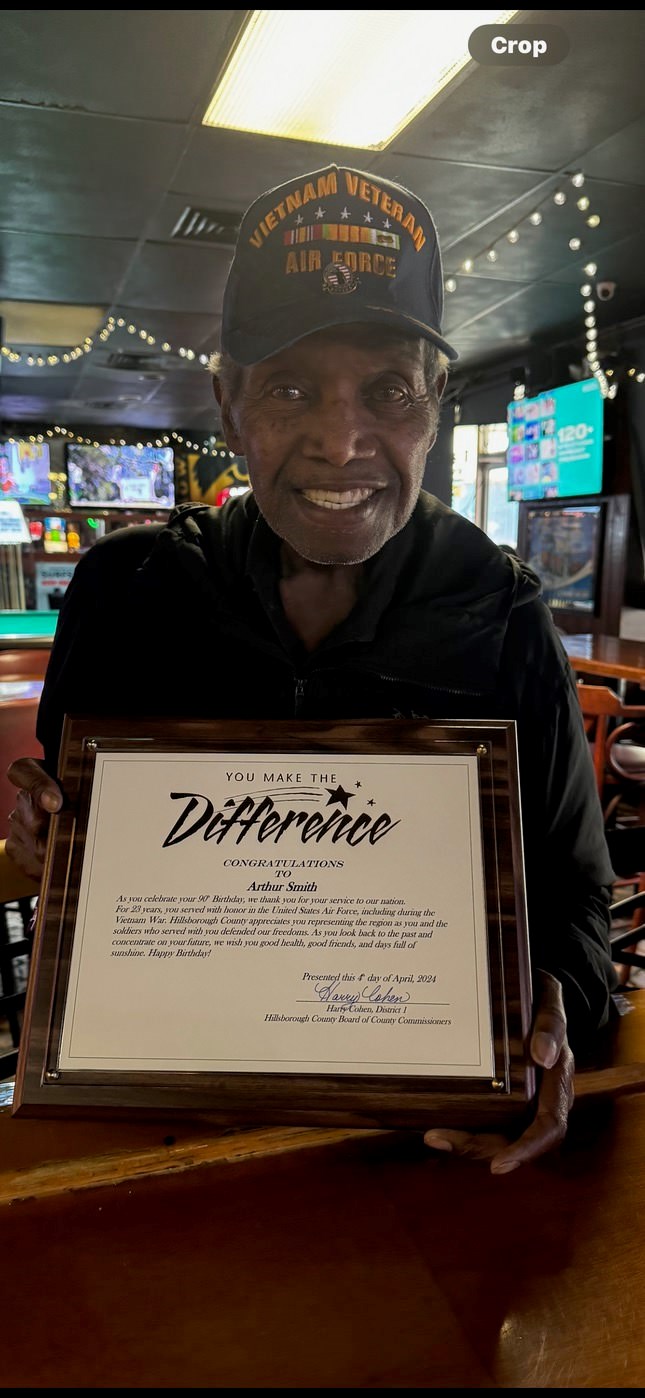 Crop
VIETNAM VETERAN
AIR FORCE
120+
YOU MAKE THE
Difference
CONGRATULATIONS
TO
Arthur Smith
As you celebrate your 90th Birthday, we thank you for your service to our nation.
For 23 years, you served with honor in the United States Air Force, including during the
Vietnam War. Hillsborough County appreciates you representing the region as you and the
soldiers who served with you defended our freedoms. As you look back to the past and
concentrate on your future, we wish you good health, good friends, and days full of
sunshine. Happy Birthday!
Presented this 4th day of April, 2024
Harry Cohen
Harry Cohen, District 1
Hillsborough County Board of County Commissioners